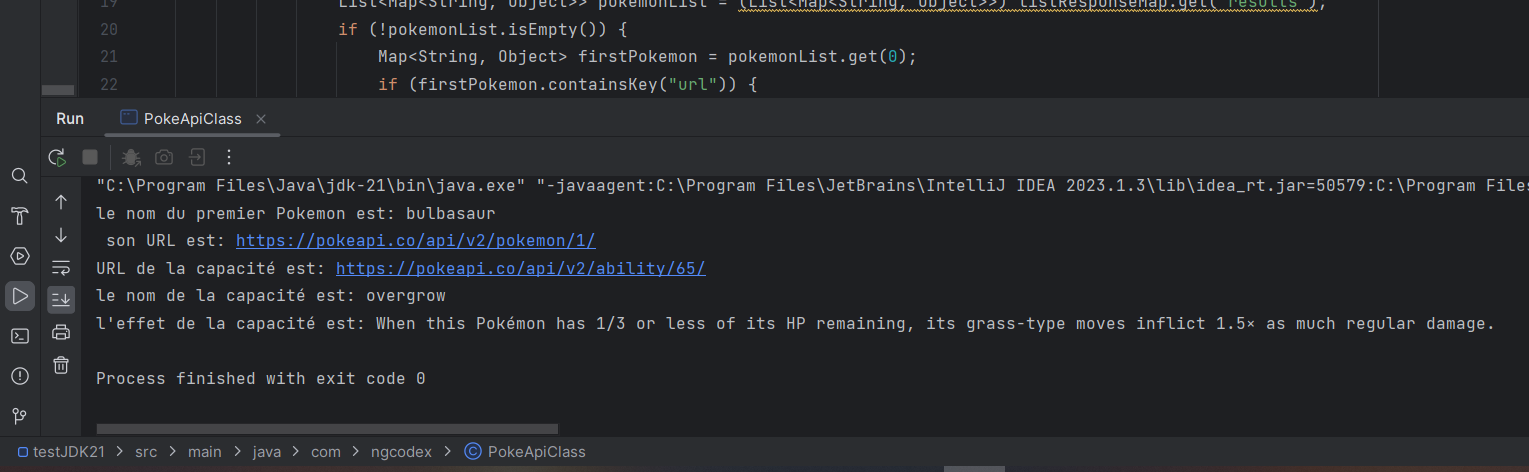 19 List<Map<String, Object>> pokemonList = (List<Map<String, Object>>) listResponseMap.get("results");
20 if (!pokemonList.isEmpty()) {
21 Map<String, Object> firstPokemon = pokemonList.get(0);
22 if (firstPokemon.containsKey("url")) {
Run PokeApiClass
"C:\Program Files\Java\jdk-21\bin\java.exe" "-javaagent:C:\Program Files\JetBrains\IntelliJ IDEA 2023.1.3\lib\idea_rt.jar=50579:C:\Program Files
le nom du premier Pokemon est: bulbasaur
son URL est: https://pokeapi.co/api/v2/pokemon/1/
URL de la capacité est: https://pokeapi.co/api/v2/ability/65/
le nom de la capacité est: overgrow
l'effet de la capacité est: When this Pokémon has 1/3 or less of its HP remaining, its grass-type moves inflict 1.5× as much regular damage.
Process finished with exit code 0
testJDK21 > src > main > java > com > ngcodex > PokeApiClass